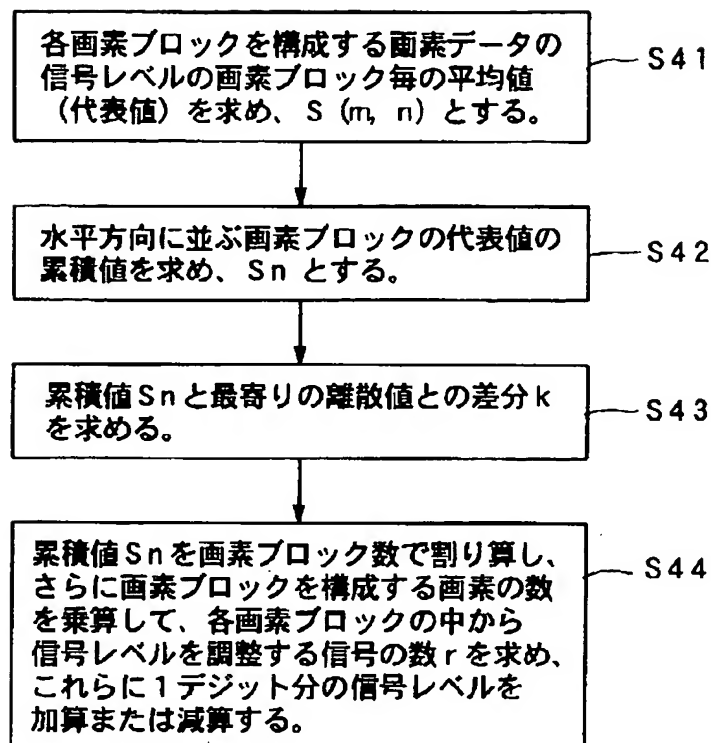 各画素ブロックを構成する画素データの
信号レベルの画素ブロック毎の平均値
(代表値)を求め、S(m, n)とする。
S41
水平方向に並ぶ画素ブロックの代表値の
累積値を求め、Snとする。
S42
累積値Snと最寄りの離散値との差分k
を求める。
S43
累積値Snを画素ブロック数で割り算し、
さらに画素ブロックを構成する画素の数
を乗算して、各画素ブロックの中から
信号レベルを調整する信号の数rを求め、
これらに1デジット分の信号レベルを
加算または減算する。
S44